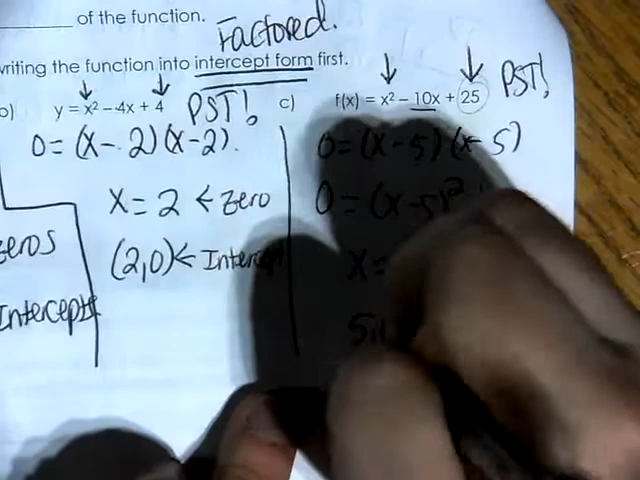 of the function.
Factored.
writing the function into intercept form first.
b) y = x² – 4x + 4 PST!
0 = (x - 2)(x - 2).
x = 2 ← zero
(2,0) ←
zeros
Intercepts
c) f(x) = x² – 10x + 25 PST!
0 = (x - 5)(x - 5)
0 = (x - 5)²
x =